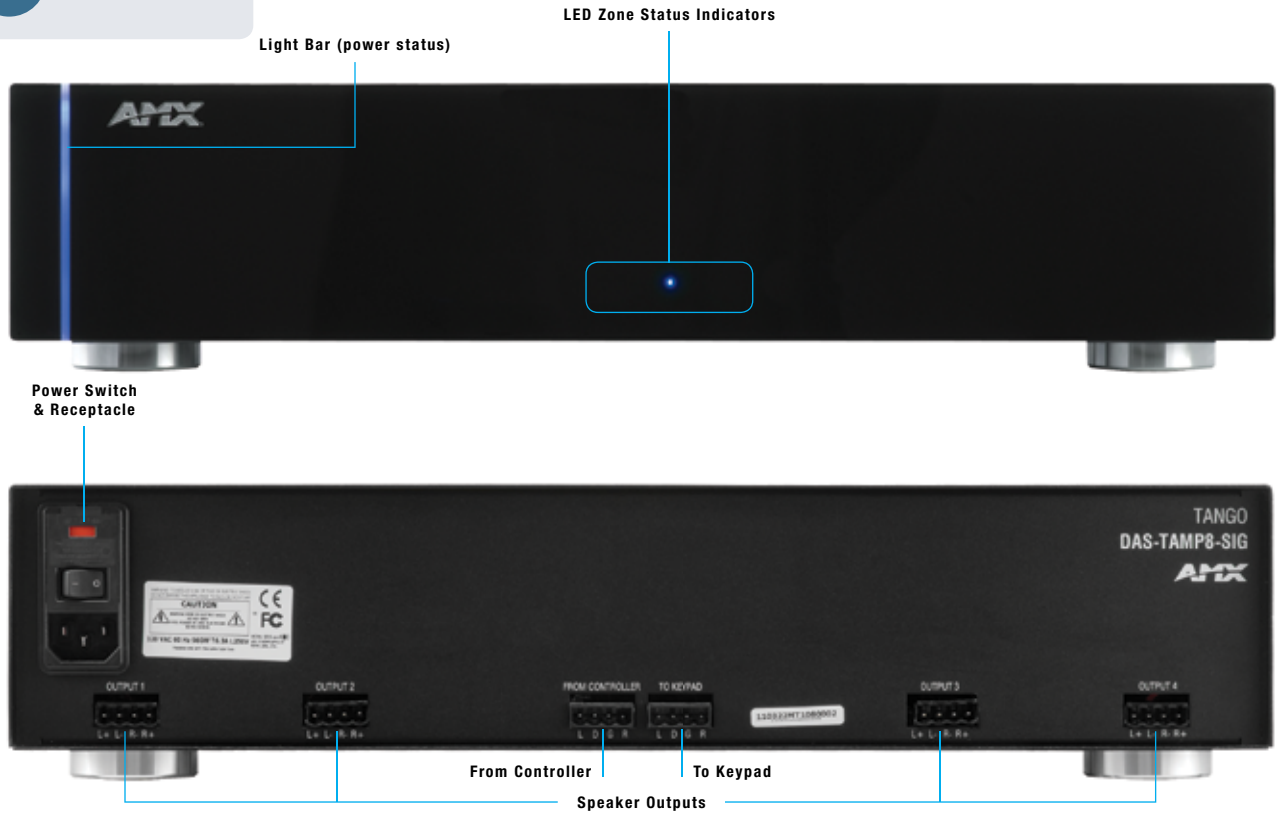 LED Zone Status Indicators
Light Bar (power status)
AMX
Power Switch
& Receptacle
TANGO
DAS-TAMP8-SIG
AMX
CAUTION
CE
FC
OUTPUT 1
OUTPUT 2
FROM CONTROLLER
TO KEYPAD
OUTPUT 3
OUTPUT 4
L+ L- R- R+
L+ L- R- R+
L D G R
L D G R
L+ L- R- R+
L+ L- R- R+
From Controller
To Keypad
Speaker Outputs